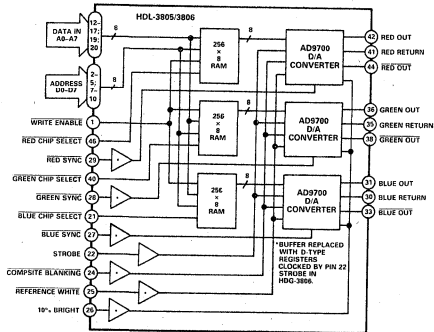 HDL-3805/3806
DATA IN
A0–A7
12–
17;
19;
20
8
ADDRESS
D0–D7
2–
5;
7–
10
8
WRITE ENABLE
1
RED CHIP SELECT
46
RED SYNC
29
GREEN CHIP SELECT
40
GREEN SYNC
28
BLUE CHIP SELECT
21
BLUE SYNC
27
STROBE
22
COMPSITE BLANKING
24
REFERENCE WHITE
25
10% BRIGHT
26
256
×
8
RAM
8
AD9700
D/A
CONVERTER
42 RED OUT
41 RED RETURN
44 RED OUT
256
×
8
RAM
8
AD9700
D/A
CONVERTER
36 GREEN OUT
35 GREEN RETURN
38 GREEN OUT
256
×
8
RAM
8
AD9700
D/A
CONVERTER
31 BLUE OUT
30 BLUE RETURN
33 BLUE OUT
*BUFFER REPLACED
WITH D-TYPE
REGISTERS
CLOCKED BY PIN 22
STROBE IN
HDG-3806.